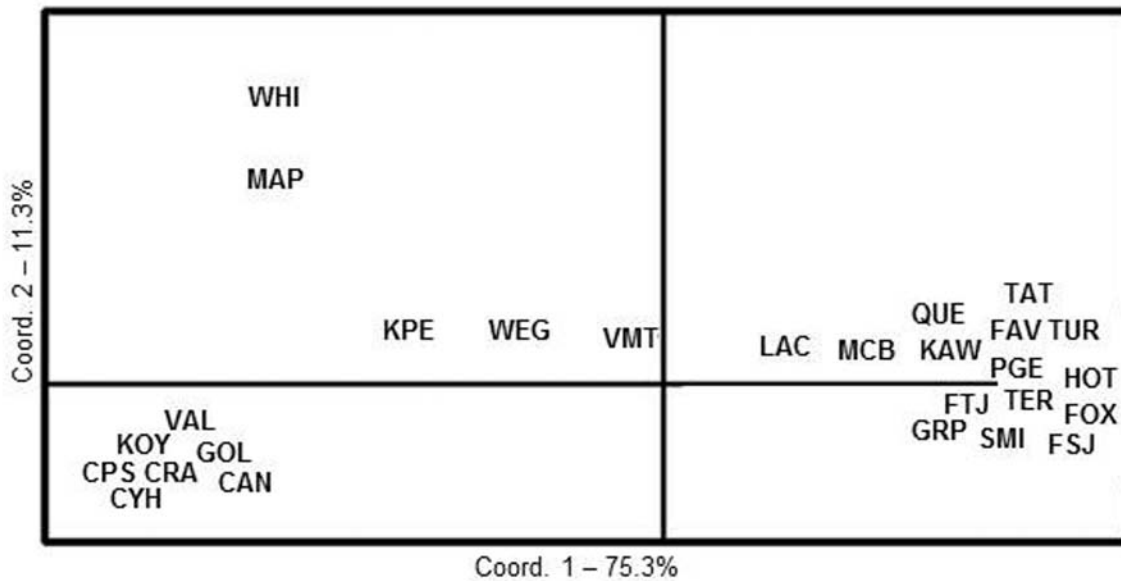 WHI
MAP
TAT
QUE
FAV TUR
KPE WEG VMT LAC MCB KAW
PGE
HOT
FTJ TER
FOX
VAL
GRP SMI FSJ
KOY GOL
CPS CRA
CAN
CYH
Coord. 2 – 11.3%
Coord. 1 – 75.3%